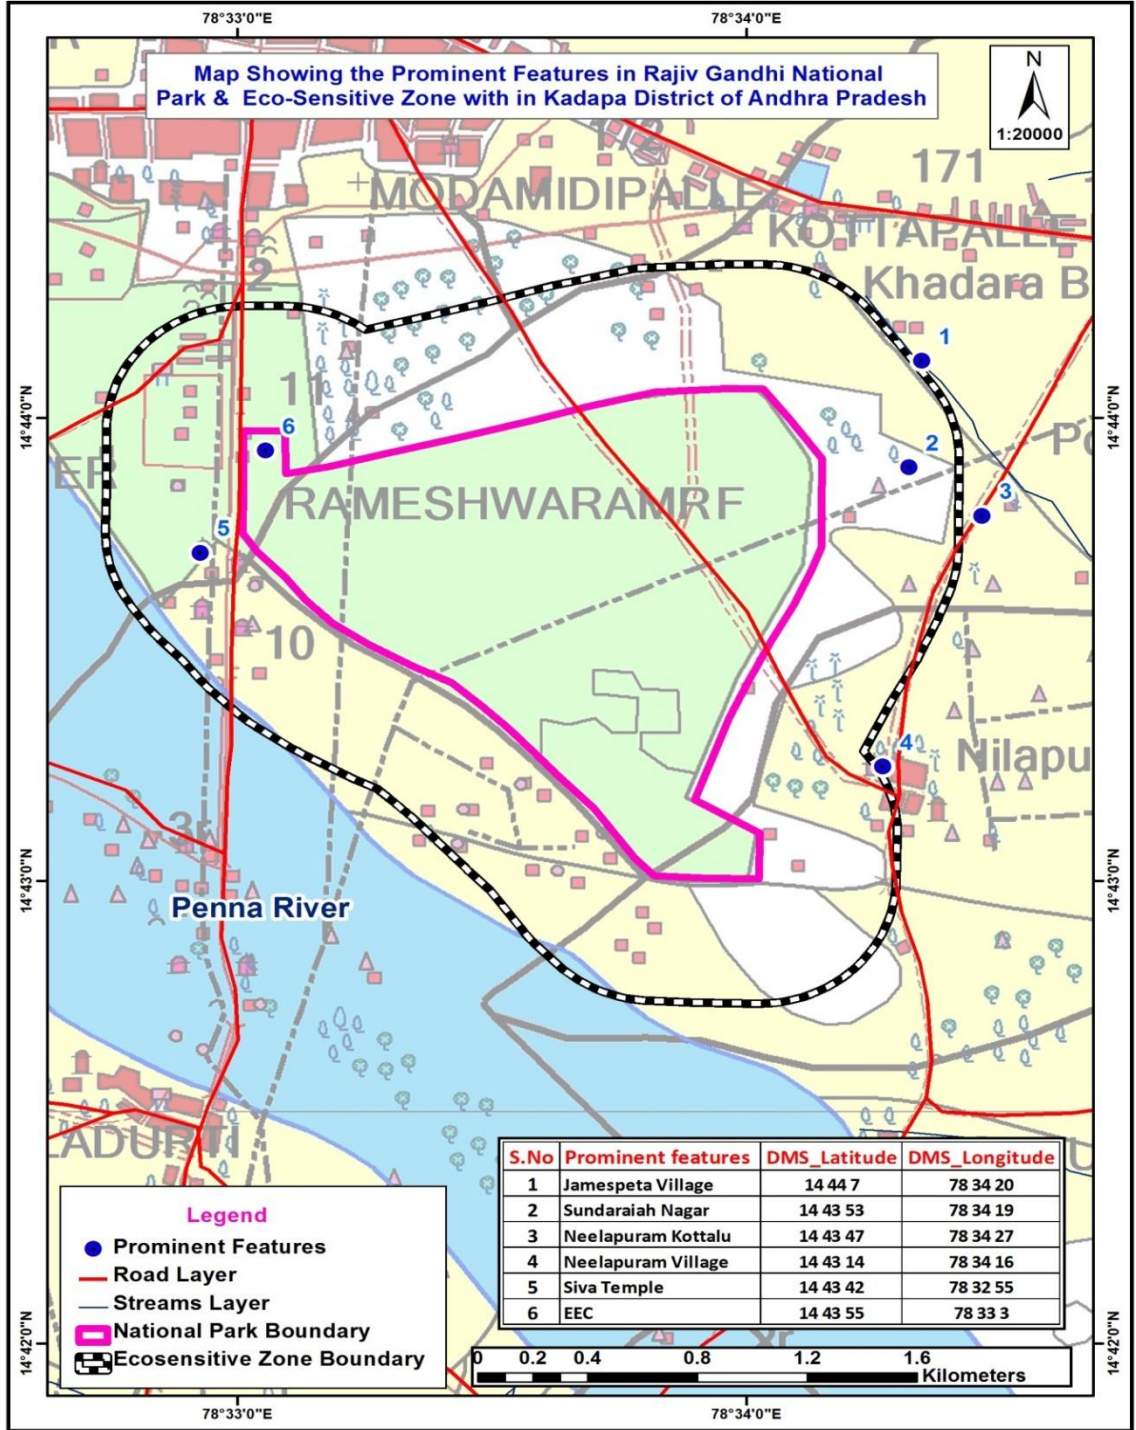 78°33'0"E 78°34'0"E
Map Showing the Prominent Features in Rajiv Gandhi National
Park & Eco-Sensitive Zone with in Kadapa District of Andhra Pradesh
N
1:20000
172
171
MODAMIDIPALLE
KOTTAPALLE
2
Khadara B
1
14°44'0"N 14°44'0"N
11
6
2
Po
ER
RAMESHWARAMRF
3
5
10
4
Nilapu
3
14°43'0"N 14°43'0"N
Penna River
ADURTI
U
S.No Prominent features DMS_Latitude DMS_Longitude
1 Jamespeta Village 14 44 7 78 34 20
2 Sundaraiah Nagar 14 43 53 78 34 19
3 Neelapuram Kottalu 14 43 47 78 34 27
4 Neelapuram Village 14 43 14 78 34 16
5 Siva Temple 14 43 42 78 32 55
6 EEC 14 43 55 78 33 3
Legend
Prominent Features
Road Layer
Streams Layer
National Park Boundary
Ecosensitive Zone Boundary
14°42'0"N 14°42'0"N
0 0.2 0.4 0.8 1.2 1.6
Kilometers
78°33'0"E 78°34'0"E